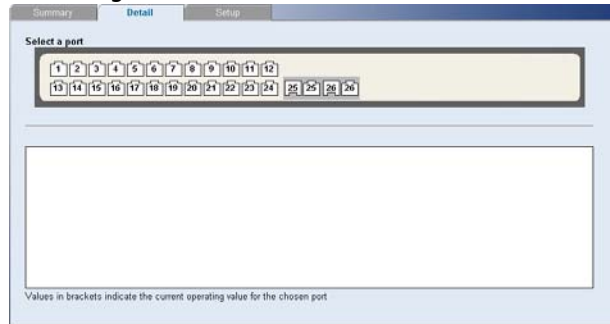 Summary Detail Setup
Select a port
1 2 3 4 5 6 7 8 9 10 11 12
13 14 15 16 17 18 19 20 21 22 23 24 25 25 26 26
Values in brackets indicate the current operating value for the chosen port